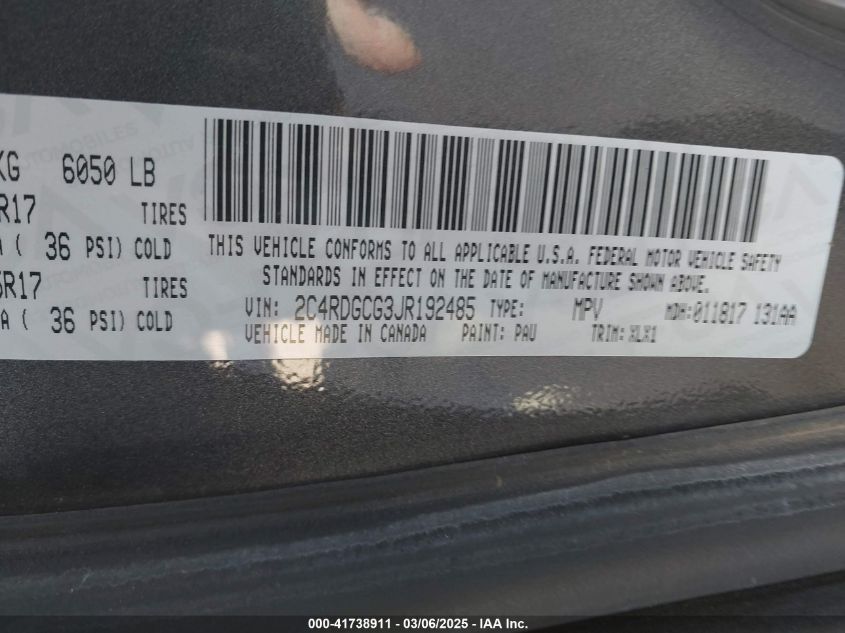 KG 6050 LB
R17 TIRES
( 36 PSI) COLD
R17 TIRES
A ( 36 PSI) COLD
THIS VEHICLE CONFORMS TO ALL APPLICABLE U.S.A. FEDERAL MOTOR VEHICLE SAFETY
STANDARDS IN EFFECT ON THE DATE OF MANUFACTURE SHOWN ABOVE.
VIN: 2C4RDGCG3JR192485 TYPE: MPV MDH:011817 131AA
VEHICLE MADE IN CANADA PAINT: PAU TRIM: XLX1
000-41738911 - 03/06/2025 - IAA Inc.